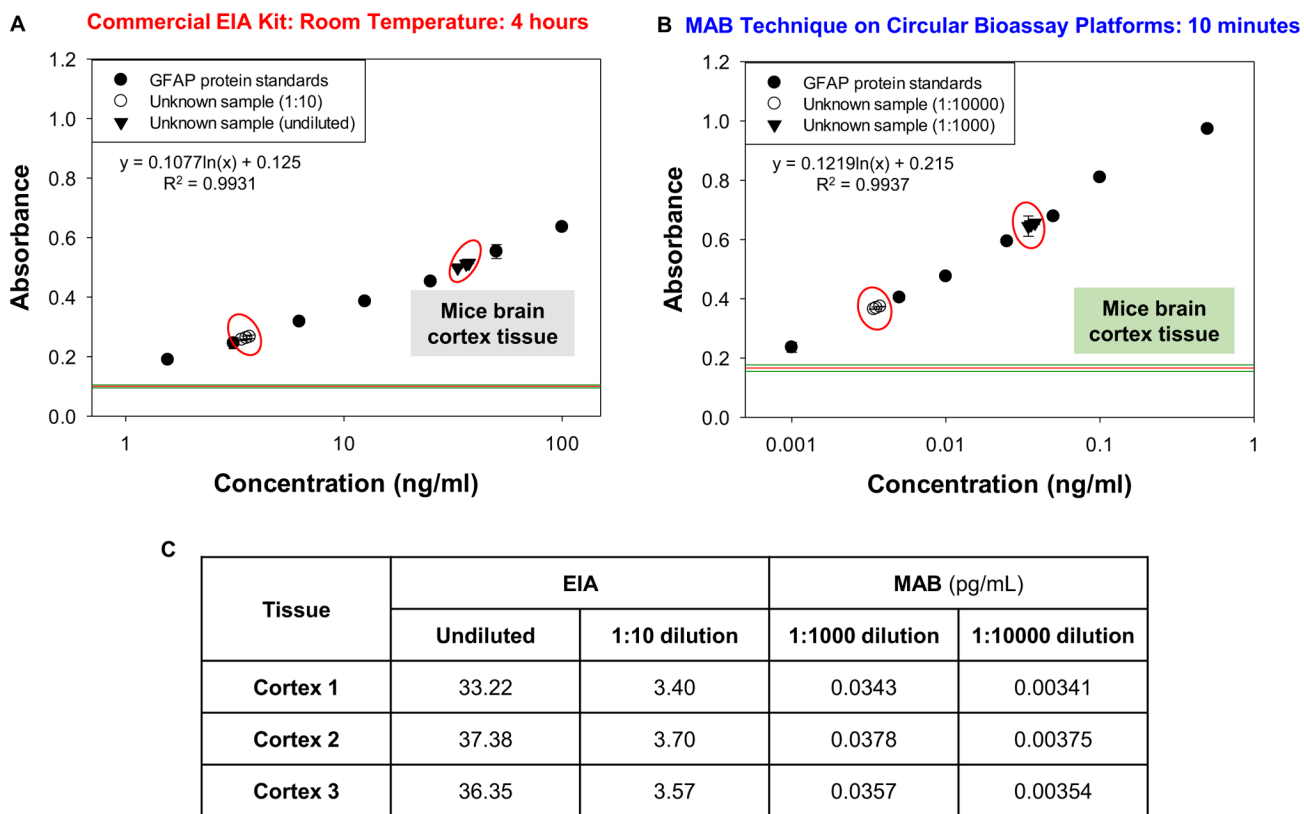 A
Commercial EIA Kit: Room Temperature: 4 hours
1.2
1.0
0.8
0.6
0.4
0.2
0.0
Absorbance
GFAP protein standards
Unknown sample (1:10)
Unknown sample (undiluted)
y = 0.1077ln(x) + 0.125
R² = 0.9931
Mice brain
cortex tissue
1
10
100
Concentration (ng/ml)
B
MAB Technique on Circular Bioassay Platforms: 10 minutes
1.2
1.0
0.8
0.6
0.4
0.2
0.0
Absorbance
GFAP protein standards
Unknown sample (1:10000)
Unknown sample (1:1000)
y = 0.1219ln(x) + 0.215
R² = 0.9937
Mice brain
cortex tissue
0.001
0.01
0.1
1
Concentration (ng/ml)
C
Tissue
EIA
MAB (pg/mL)
Undiluted
1:10 dilution
1:1000 dilution
1:10000 dilution
Cortex 1
33.22
3.40
0.0343
0.00341
Cortex 2
37.38
3.70
0.0378
0.00375
Cortex 3
36.35
3.57
0.0357
0.00354